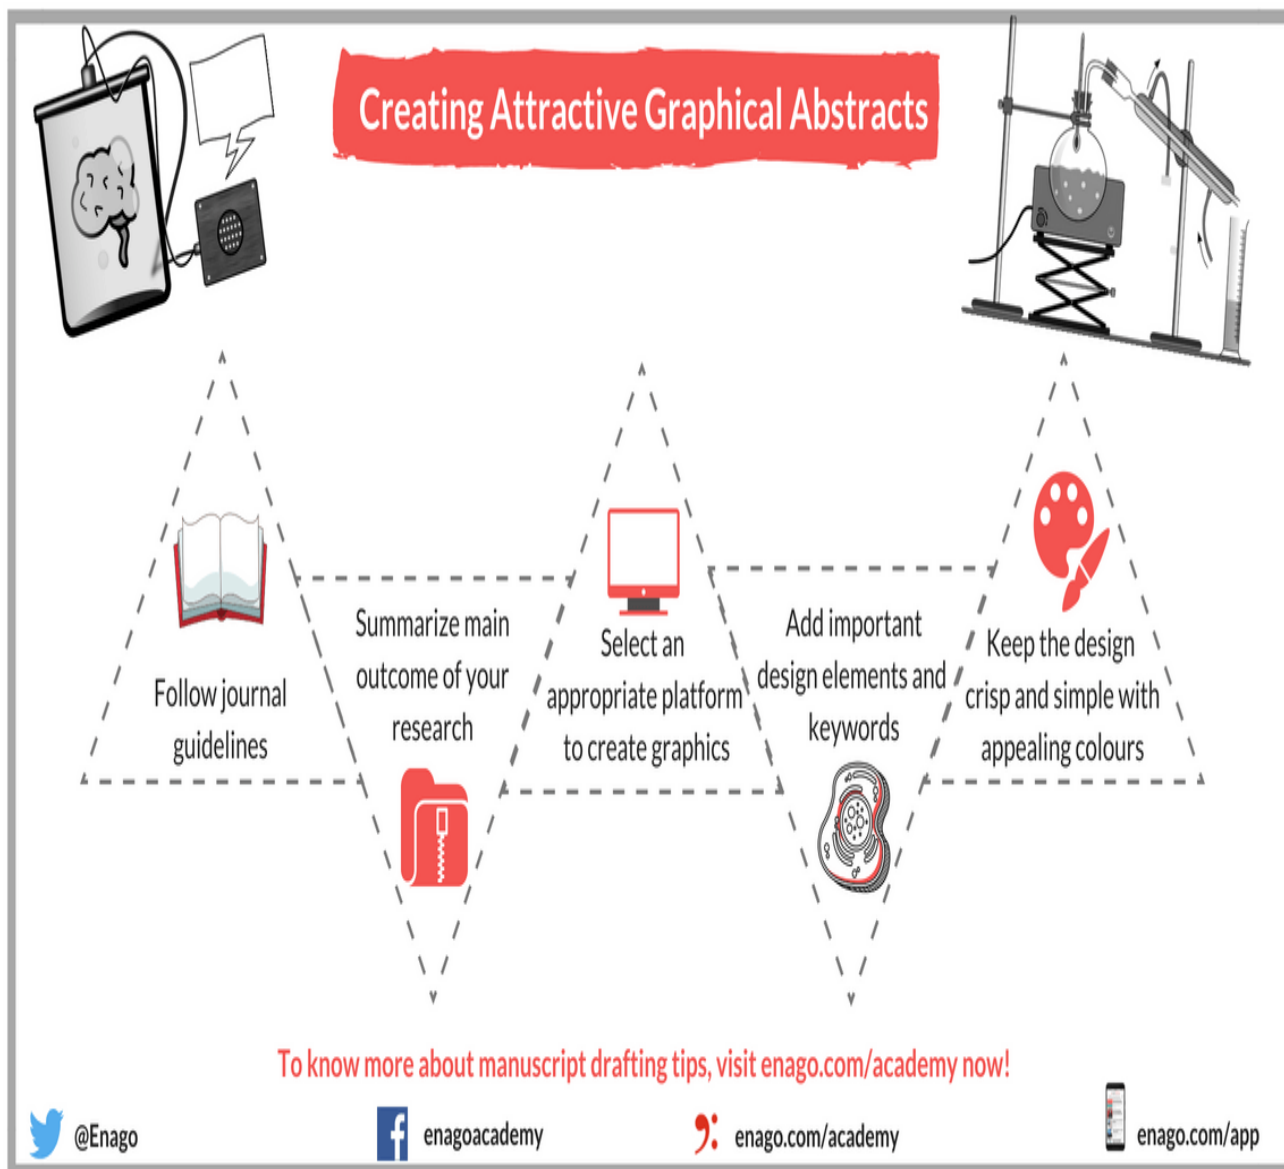 Creating Attractive Graphical Abstracts
Follow journal
guidelines
Summarize main
outcome of your
research
Select an
appropriate platform
to create graphics
Add important
design elements and
keywords
Keep the design
crisp and simple with
appealing colours
To know more about manuscript drafting tips, visit enago.com/academy now!
@Enago
enagoacademy
enago.com/academy
enago.com/app